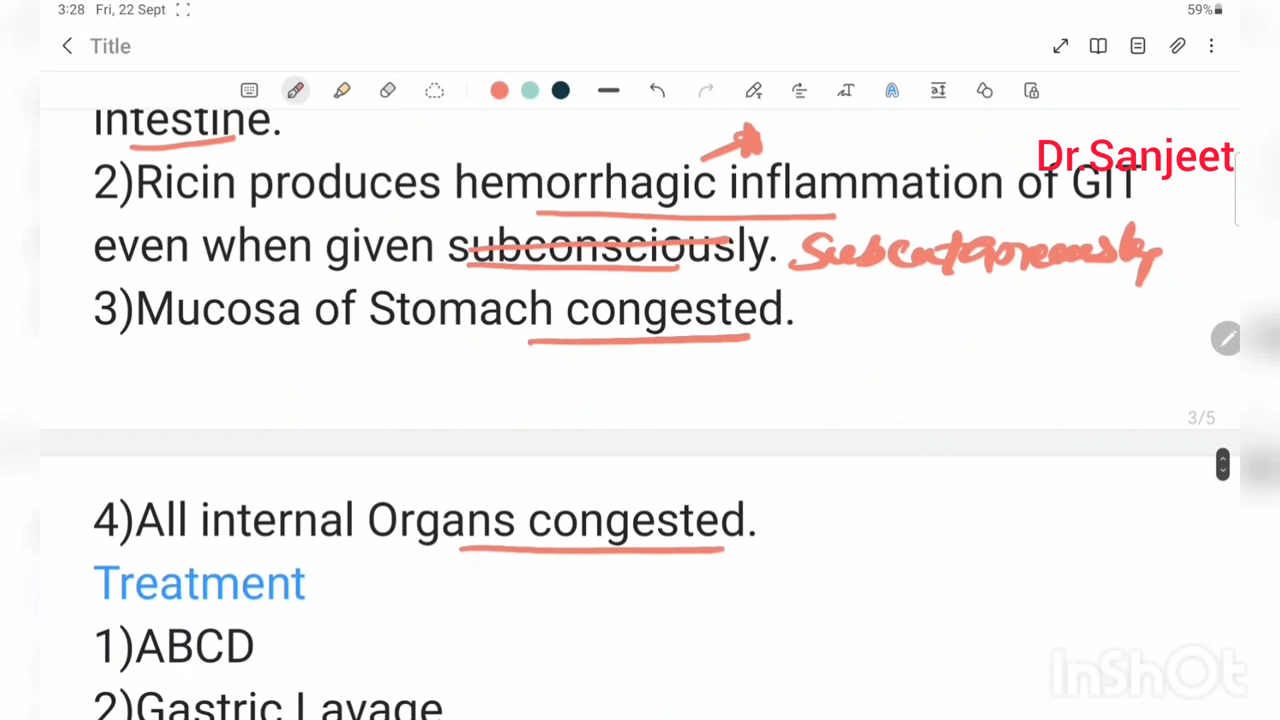 3:28 Fri, 22 Sept 59%
Title
intestine.
Dr.Sanjeet
2)Ricin produces hemorrhagic inflammation of GIT
even when given subconsciously. Subcutaneously
3)Mucosa of Stomach congested.
3/5
4)All internal Organs congested.
Treatment
1)ABCD
InShOt
2)Gastric Lavage